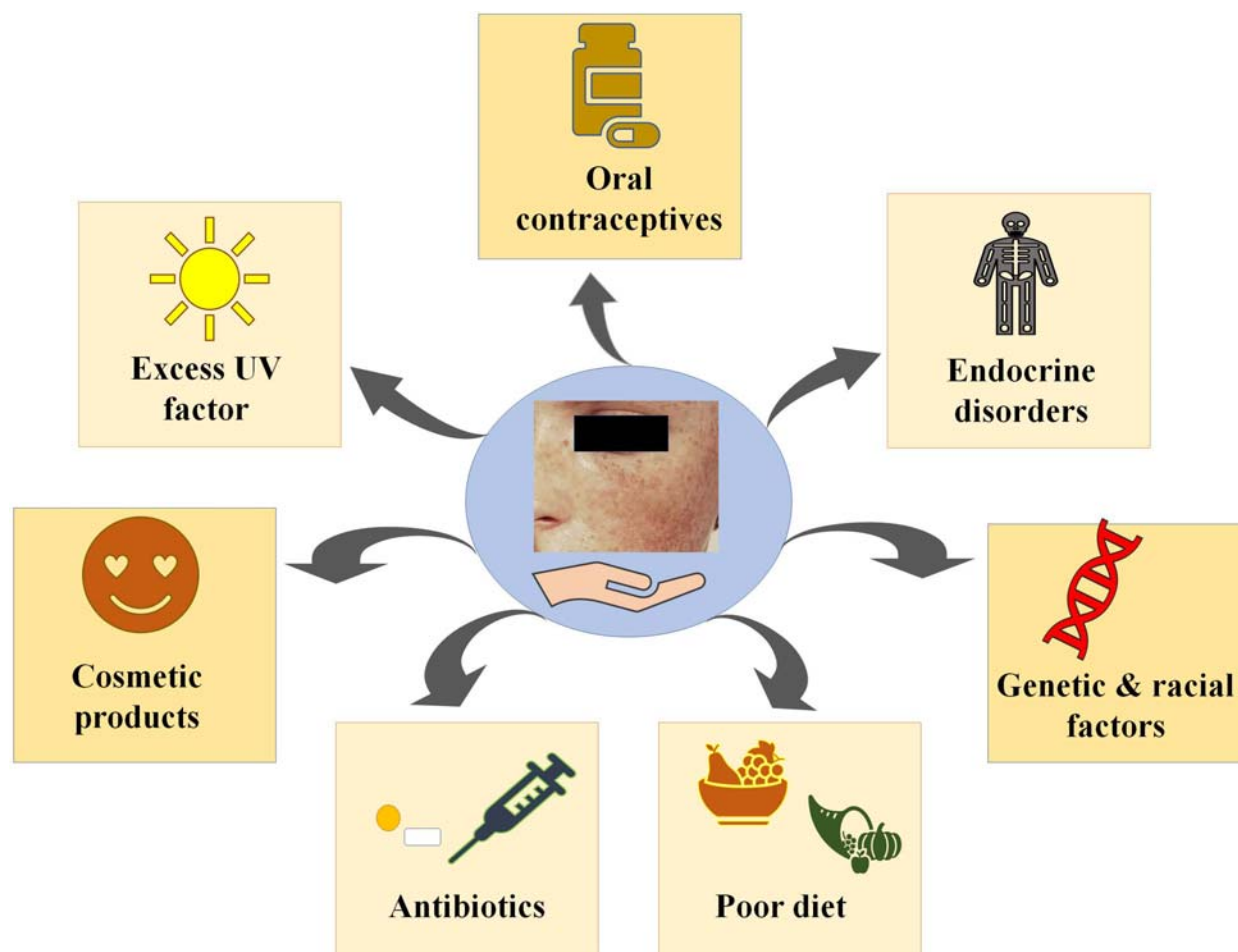 Oral
contraceptives
Excess UV
factor
Endocrine
disorders
Cosmetic
products
Genetic & racial
factors
Antibiotics
Poor diet